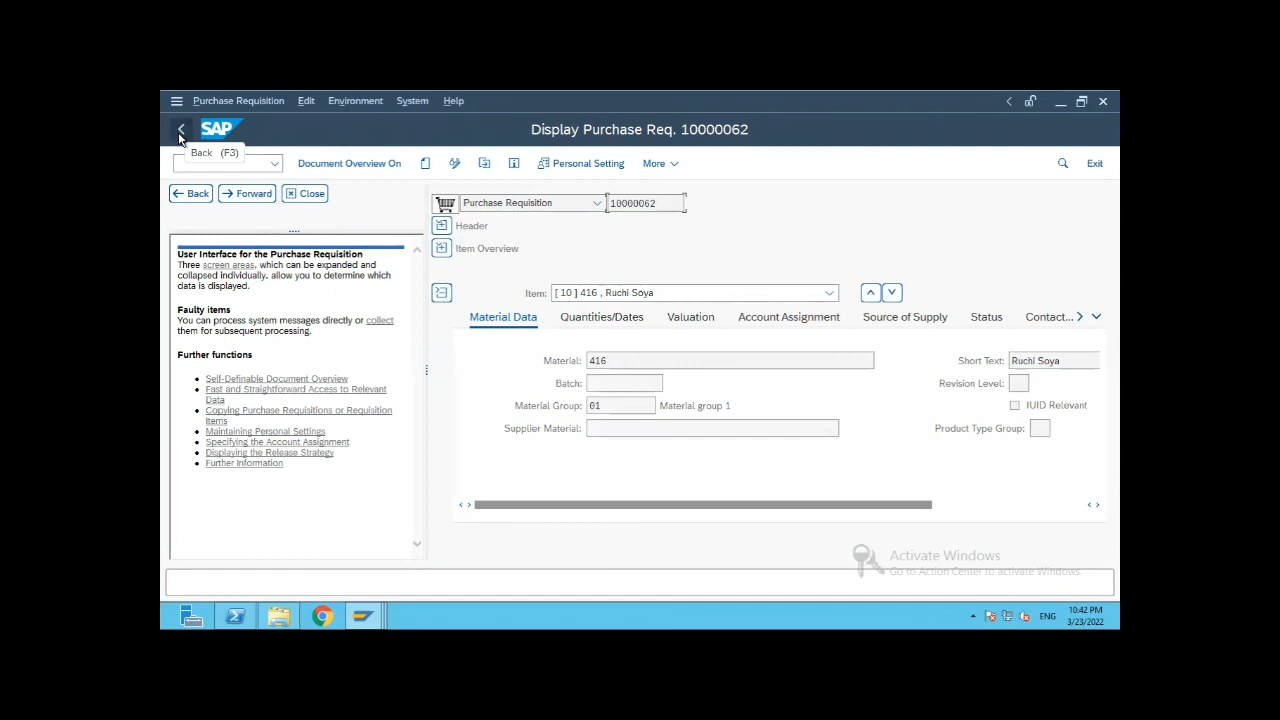 Purchase Requisition Edit Environment System Help
SAP Display Purchase Req. 10000062
Back (F3)
Document Overview On Personal Setting More Exit
Back Forward Close
Purchase Requisition 10000062
Header
Item Overview
User Interface for the Purchase Requisition
Three screen areas, which can be expanded and
collapsed individually, allow you to determine which
data is displayed.
Faulty items
You can process system messages directly or collect
them for subsequent processing.
Further functions
Self-Definable Document Overview
Fast and Straightforward Access to Relevant
Data
Copying Purchase Requisitions or Requisition
Items
Maintaining Personal Settings
Specifying the Account Assignment
Displaying the Release Strategy
Further Information
Item: [ 10 ] 416 , Ruchi Soya
Material Data Quantities/Dates Valuation Account Assignment Source of Supply Status Contact...
Material: 416 Short Text: Ruchi Soya
Batch: Revision Level:
Material Group: 01 Material group 1 IUID Relevant
Supplier Material: Product Type Group:
Activate Windows
Go to Action Center to activate Windows.
ENG 10:42 PM
3/23/2022